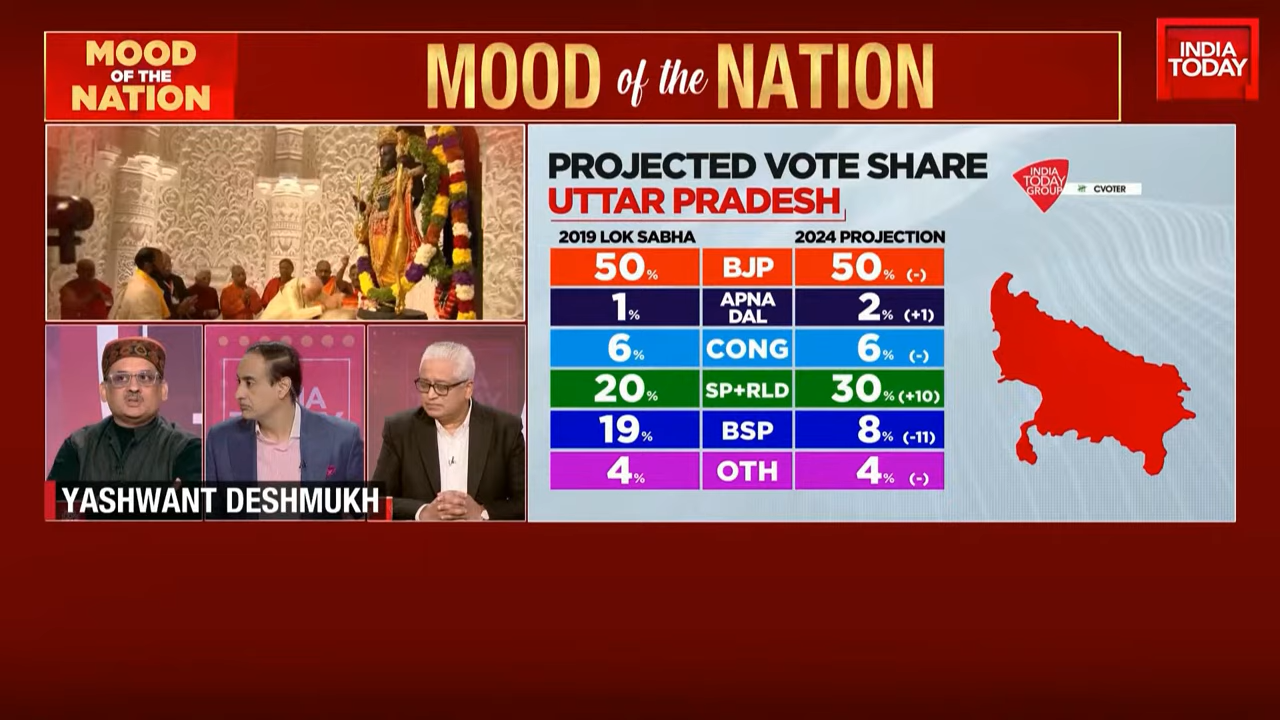 MOOD
OF THE
NATION
MOOD of the NATION
INDIA
TODAY
PROJECTED VOTE SHARE
UTTAR PRADESH
INDIA
TODAY
GROUP
CVOTER
2019 LOK SABHA 2024 PROJECTION
50% BJP 50% (-)
1% APNA DAL 2% (+1)
6% CONG 6% (-)
20% SP+RLD 30% (+10)
19% BSP 8% (-11)
4% OTH 4% (-)
YASHWANT DESHMUKH